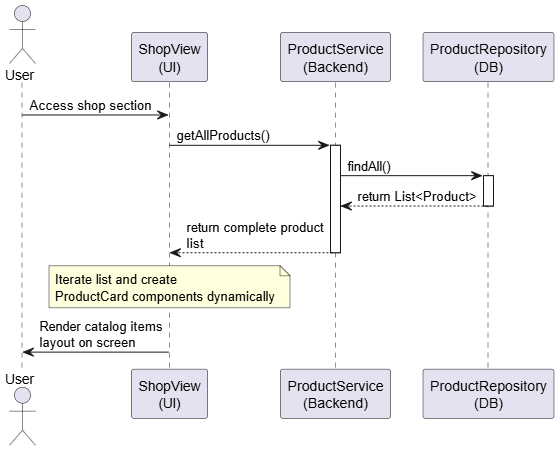 User
ShopView
(UI)
ProductService
(Backend)
ProductRepository
(DB)
Access shop section
getAllProducts()
findAll()
return List<Product>
return complete product
list
Iterate list and create
ProductCard components dynamically
Render catalog items
layout on screen
User
ShopView
(UI)
ProductService
(Backend)
ProductRepository
(DB)